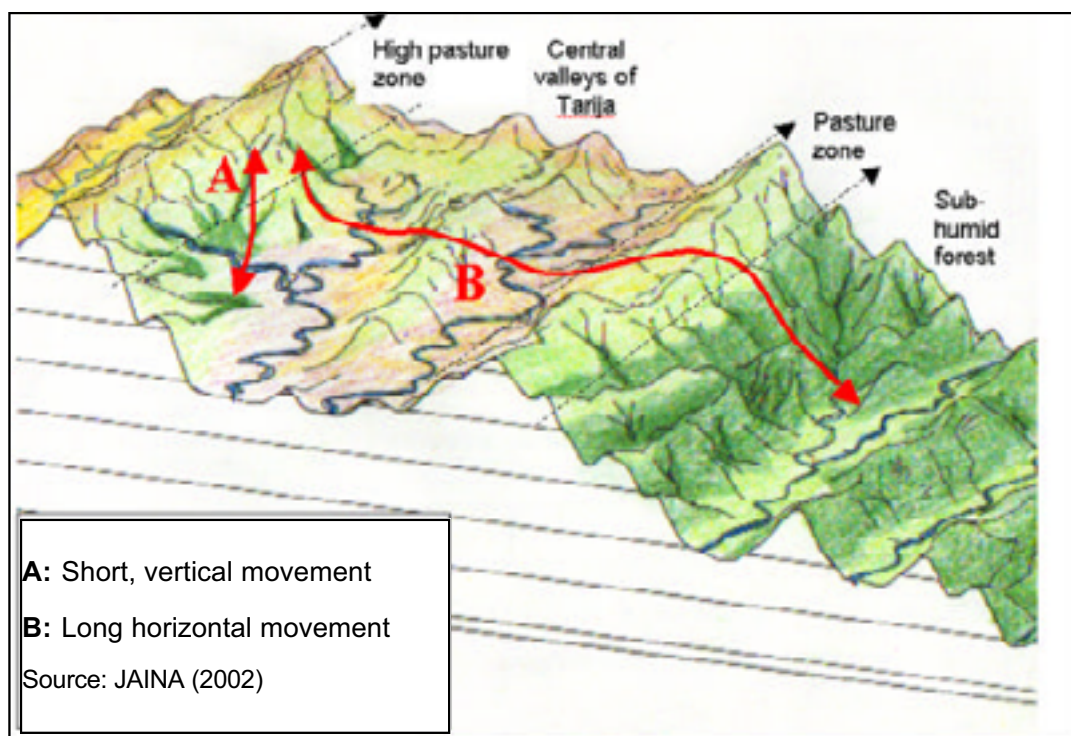 High pasture
zone
Central
valleys of
Tarija
Pasture
zone
Sub-
humid
forest
A
B
A: Short, vertical movement
B: Long horizontal movement
Source: JAINA (2002)